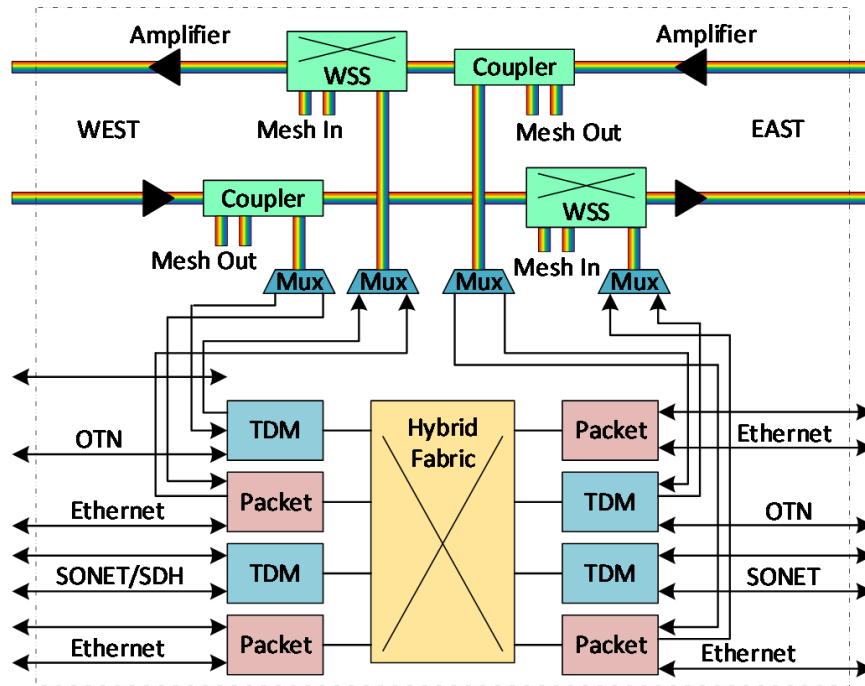 Amplifier
Amplifier
WSS
Coupler
Mesh In
Mesh Out
WEST
EAST
Coupler
WSS
Mesh Out
Mesh In
Mux
Mux
Mux
Mux
TDM
Hybrid
Fabric
Packet
OTN
Ethernet
Packet
TDM
Ethernet
OTN
TDM
TDM
SONET/SDH
SONET
Packet
Packet
Ethernet
Ethernet